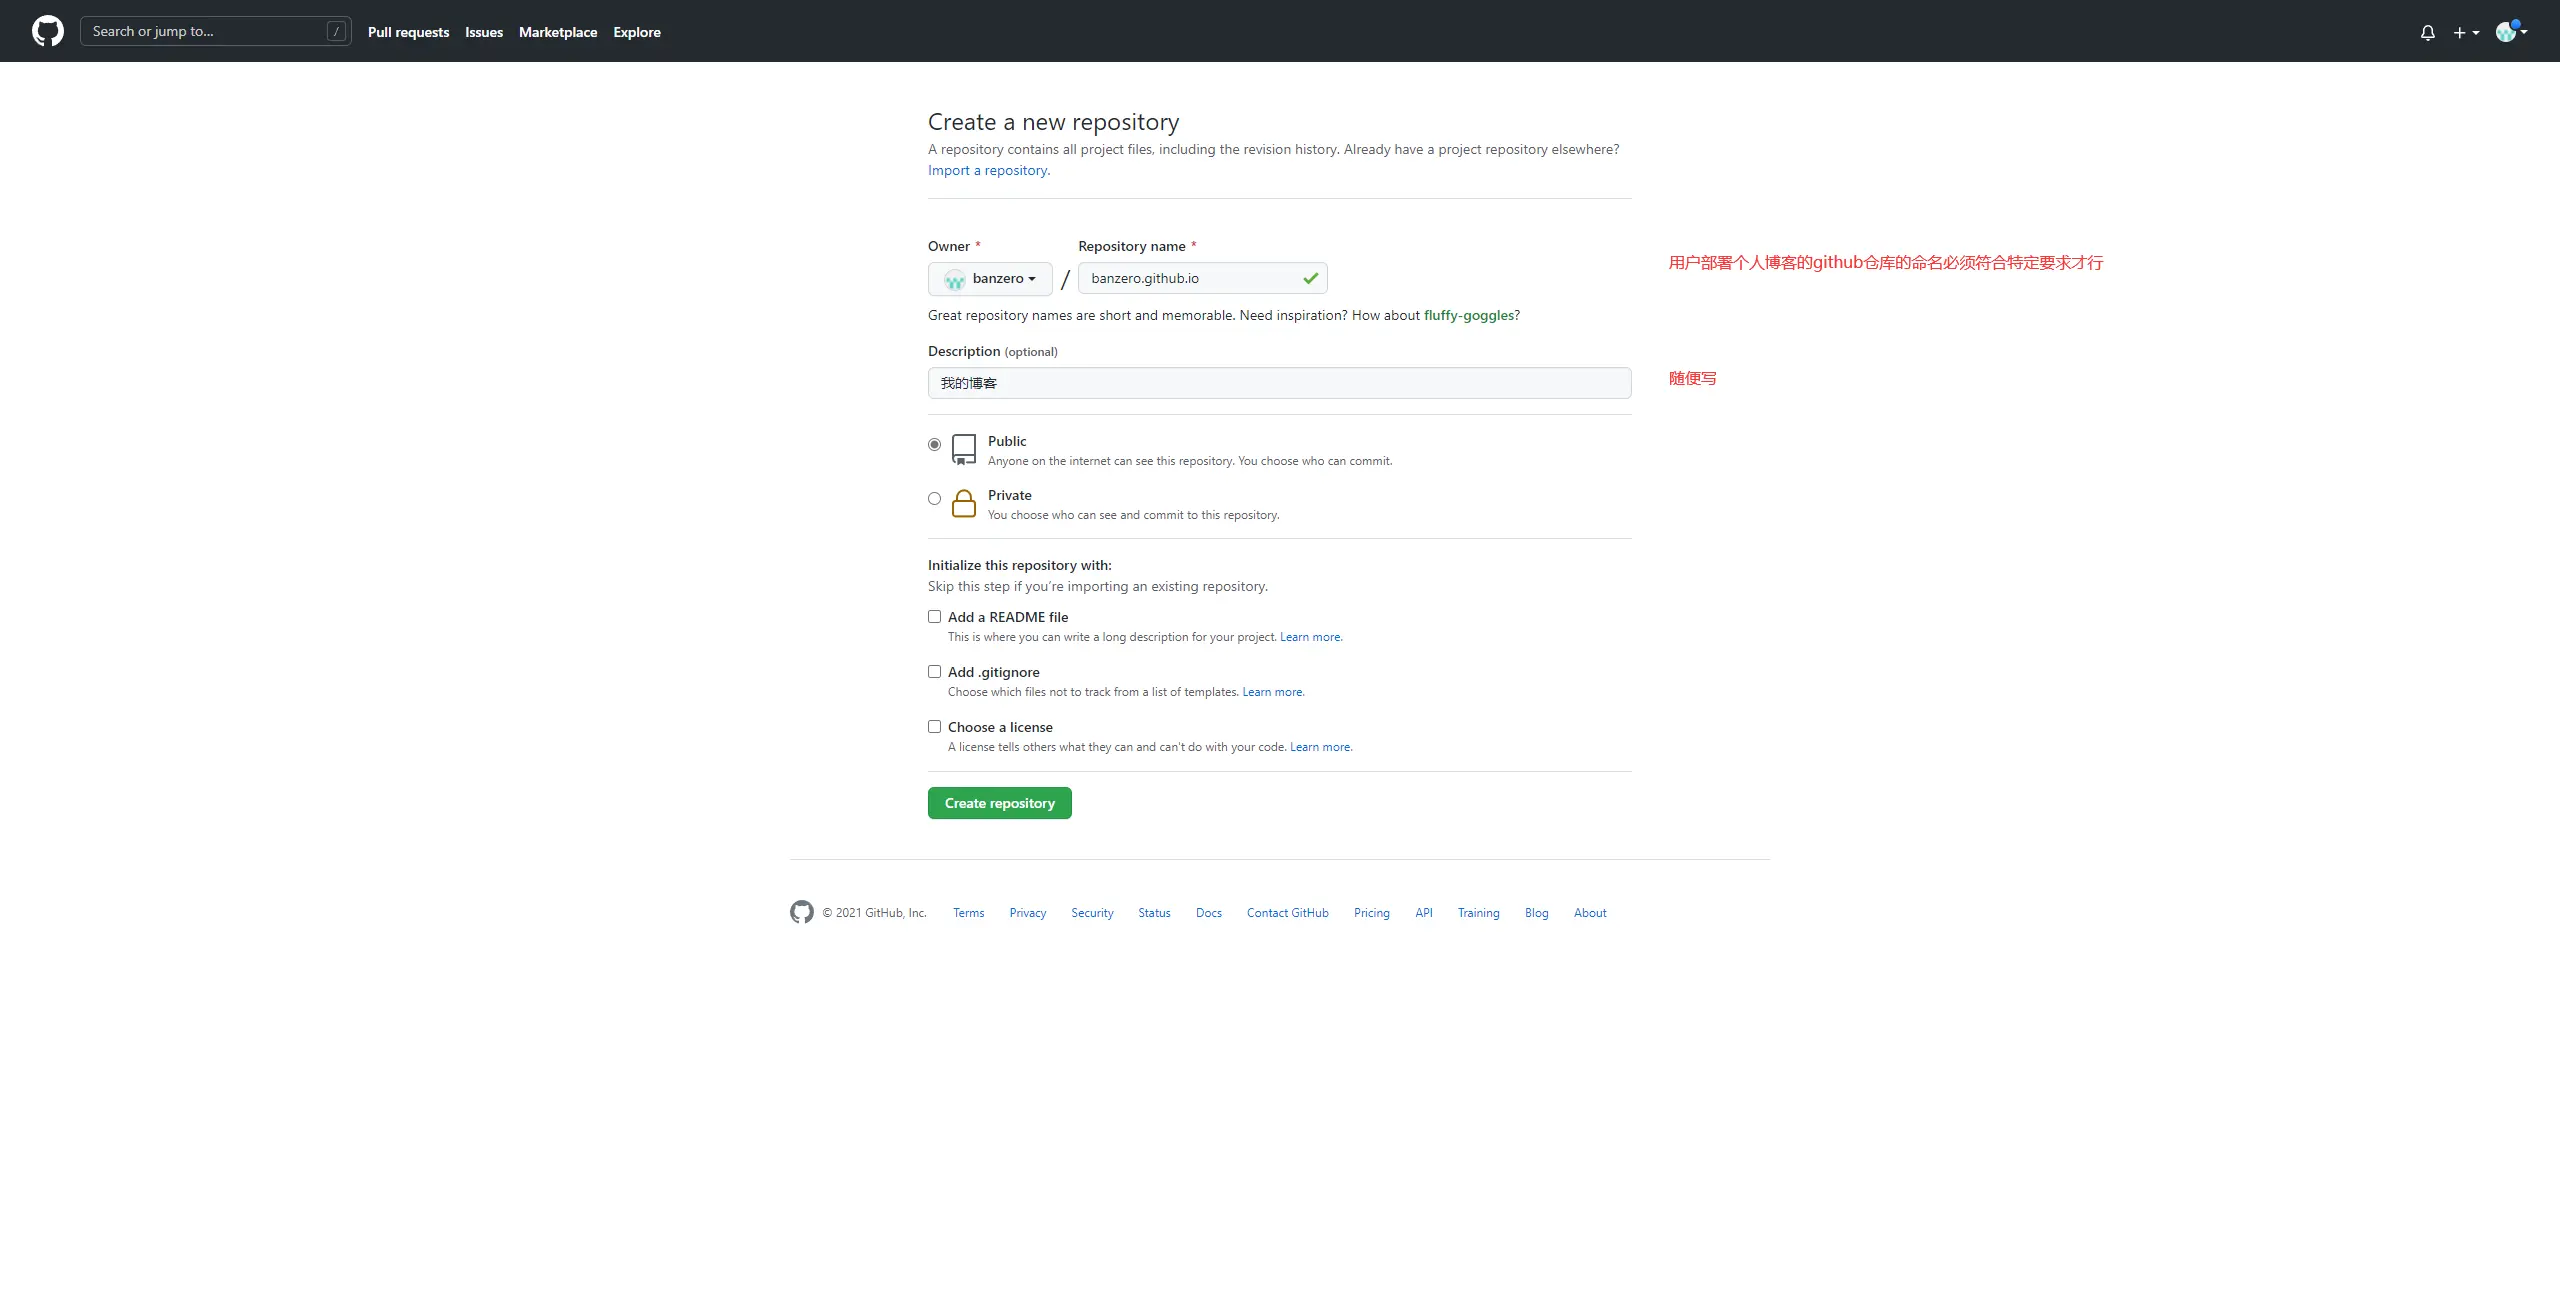 Search or jump to...
/
Pull requests
Issues
Marketplace
Explore
Create a new repository
A repository contains all project files, including the revision history. Already have a project repository elsewhere?
Import a repository.
Owner *
Repository name *
banzero
/
banzero.github.io
用户部署个人博客的github仓库的命名必须符合特定要求才行
Great repository names are short and memorable. Need inspiration? How about fluffy-goggles?
Description (optional)
我的博客
随便写
Public
Anyone on the internet can see this repository. You choose who can commit.
Private
You choose who can see and commit to this repository.
Initialize this repository with:
Skip this step if you're importing an existing repository.
Add a README file
This is where you can write a long description for your project. Learn more.
Add .gitignore
Choose which files not to track from a list of templates. Learn more.
Choose a license
A license tells others what they can and can't do with your code. Learn more.
Create repository
© 2021 GitHub, Inc.
Terms
Privacy
Security
Status
Docs
Contact GitHub
Pricing
API
Training
Blog
About